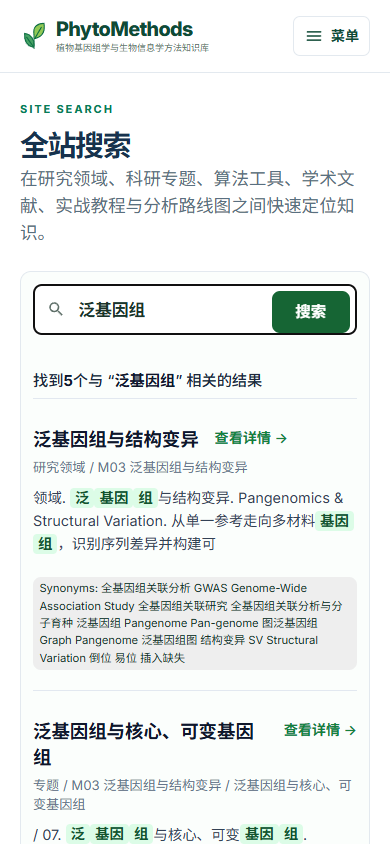 PhytoMethods
植物基因组学与生物信息学方法知识库
菜单
SITE SEARCH
全站搜索
在研究领域、科研专题、算法工具、学术文
献、实战教程与分析路线图之间快速定位知
识。
泛基因组
搜索
找到5个与 “泛基因组” 相关的结果
泛基因组与结构变异 查看详情 →
研究领域 / M03 泛基因组与结构变异
领域. 泛 基因 组 与结构变异. Pangenomics &
Structural Variation. 从单一参考走向多材料 基因
组 ，识别序列差异并构建可
Synonyms: 全基因组关联分析 GWAS Genome-Wide
Association Study 全基因组关联研究 全基因组关联分析与分
子育种 泛基因组 Pangenome Pan-genome 图泛基因组
Graph Pangenome 泛基因组图 结构变异 SV Structural
Variation 倒位 易位 插入缺失
泛基因组与核心、可变基因 查看详情 →
组
专题 / M03 泛基因组与结构变异 / 泛基因组与核心、可
变基因组
/ 07. 泛 基因 组 与核心、可变 基因 组 .